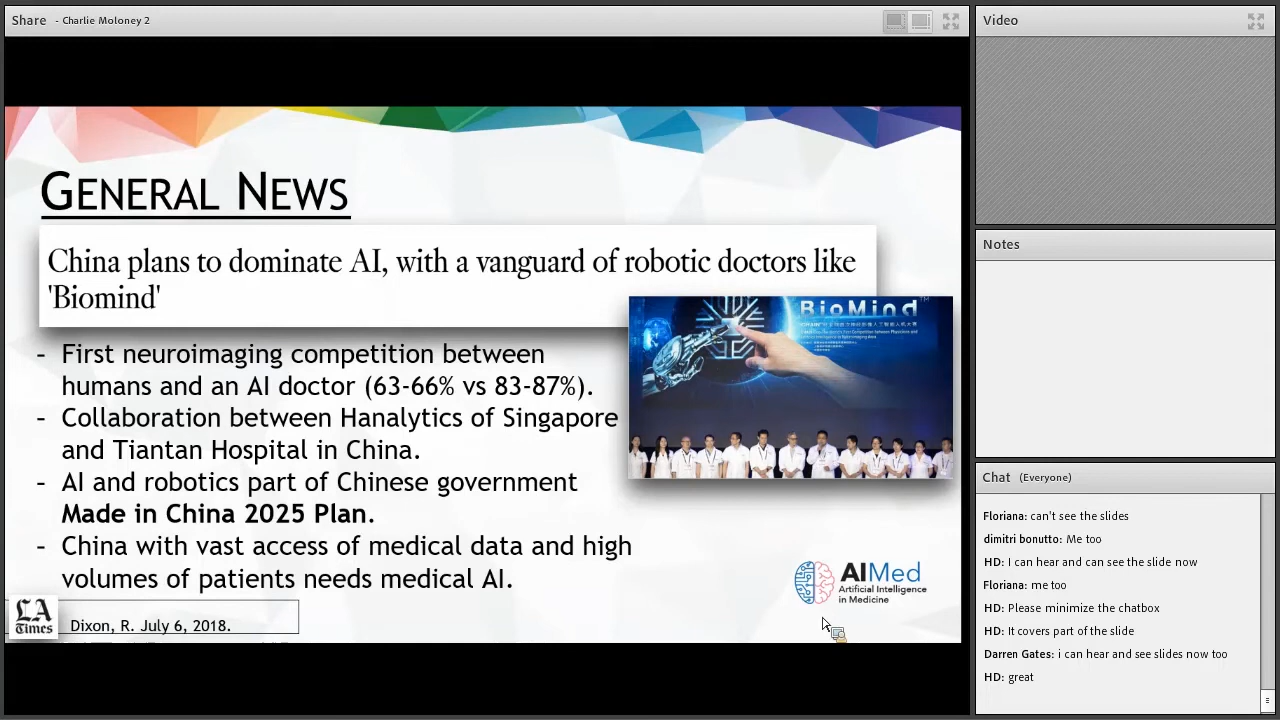 Share - Charlie Moloney 2
GENERAL NEWS
China plans to dominate AI, with a vanguard of robotic doctors like
'Biomind'
BioMind™
- First neuroimaging competition between
humans and an AI doctor (63-66% vs 83-87%).
- Collaboration between Hanalytics of Singapore
and Tiantan Hospital in China.
- AI and robotics part of Chinese government
Made in China 2025 Plan.
- China with vast access of medical data and high
volumes of patients needs medical AI.
AIMed
Artificial Intelligence
in Medicine
LA
Times
Dixon, R. July 6, 2018.
Video
Notes
Chat (Everyone)
Floriana: can't see the slides
dimitri bonutto: Me too
HD: I can hear and can see the slide now
Floriana: me too
HD: Please minimize the chatbox
HD: It covers part of the slide
Darren Gates: i can hear and see slides now too
HD: great